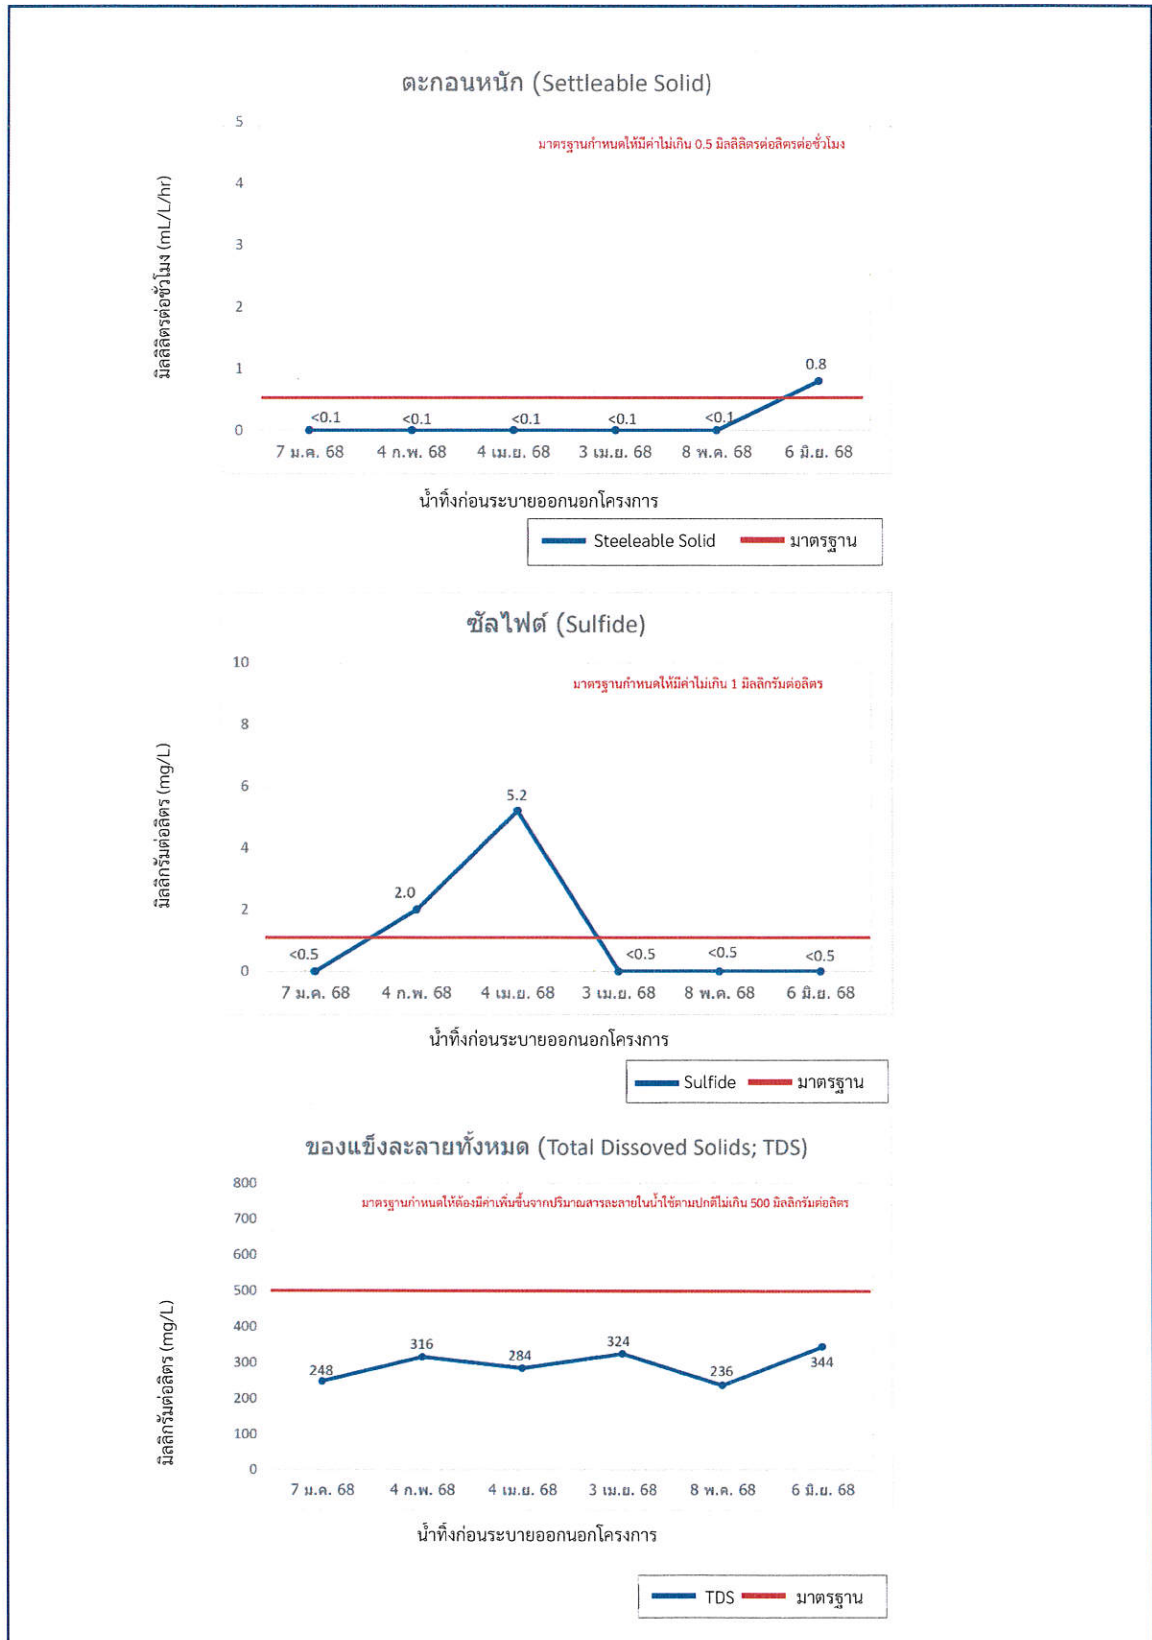 ตะกอนหนัก (Settleable Solid)
มาตรฐานกำหนดให้มีค่าไม่เกิน 0.5 มิลลิลิตรต่อลิตรต่อชั่วโมง
มิลลิลิตรต่อชั่วโมง (mL/L/hr)
5
4
3
2
1
0
<0.1 <0.1 <0.1 <0.1 <0.1 0.8
7 ม.ค. 68 4 ก.พ. 68 4 เม.ย. 68 3 เม.ย. 68 8 พ.ค. 68 6 มิ.ย. 68
น้ำทิ้งก่อนระบายออกนอกโครงการ
Steeleable Solid มาตรฐาน
ซัลไฟด์ (Sulfide)
มาตรฐานกำหนดให้มีค่าไม่เกิน 1 มิลลิกรัมต่อลิตร
มิลลิกรัมต่อลิตร (mg/L)
10
8
6
4
2
0
<0.5 2.0 5.2 <0.5 <0.5 <0.5
7 ม.ค. 68 4 ก.พ. 68 4 เม.ย. 68 3 เม.ย. 68 8 พ.ค. 68 6 มิ.ย. 68
น้ำทิ้งก่อนระบายออกนอกโครงการ
Sulfide มาตรฐาน
ของแข็งละลายทั้งหมด (Total Dissoved Solids; TDS)
มาตรฐานกำหนดให้ต้องมีค่าเพิ่มขึ้นจากปริมาณสารละลายในน้ำใช้ตามปกติไม่เกิน 500 มิลลิกรัมต่อลิตร
มิลลิกรัมต่อลิตร (mg/L)
800
700
600
500
400
300
200
100
0
248 316 284 324 236 344
7 ม.ค. 68 4 ก.พ. 68 4 เม.ย. 68 3 เม.ย. 68 8 พ.ค. 68 6 มิ.ย. 68
น้ำทิ้งก่อนระบายออกนอกโครงการ
TDS มาตรฐาน